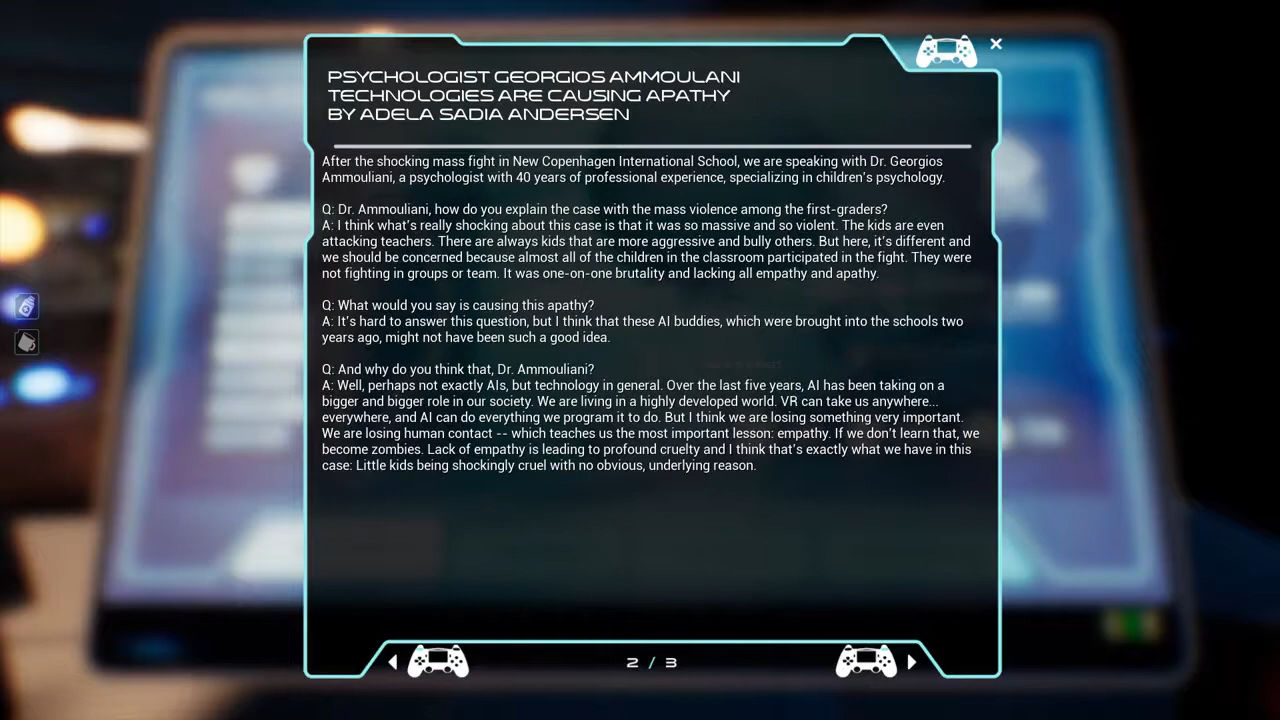 PSYCHOLOGIST GEORGIOS AMMOULANI
TECHNOLOGIES ARE CAUSING APATHY
BY ADELA SADIA ANDERSEN
After the shocking mass fight in New Copenhagen International School, we are speaking with Dr. Georgios
Ammouliani, a psychologist with 40 years of professional experience, specializing in children's psychology.
Q: Dr. Ammouliani, how do you explain the case with the mass violence among the first-graders?
A: I think what's really shocking about this case is that it was so massive and so violent. The kids are even
attacking teachers. There are always kids that are more aggressive and bully others. But here, it's different and
we should be concerned because almost all of the children in the classroom participated in the fight. They were
not fighting in groups or team. It was one-on-one brutality and lacking all empathy and apathy.
Q: What would you say is causing this apathy?
A: It's hard to answer this question, but I think that these AI buddies, which were brought into the schools two
years ago, might not have been such a good idea.
Q: And why do you think that, Dr. Ammouliani?
A: Well, perhaps not exactly AIs, but technology in general. Over the last five years, AI has been taking on a
bigger and bigger role in our society. We are living in a highly developed world. VR can take us anywhere...
everywhere, and AI can do everything we program it to do. But I think we are losing something very important.
We are losing human contact -- which teaches us the most important lesson: empathy. If we don't learn that, we
become zombies. Lack of empathy is leading to profound cruelty and I think that's exactly what we have in this
case: Little kids being shockingly cruel with no obvious, underlying reason.
2 / 3